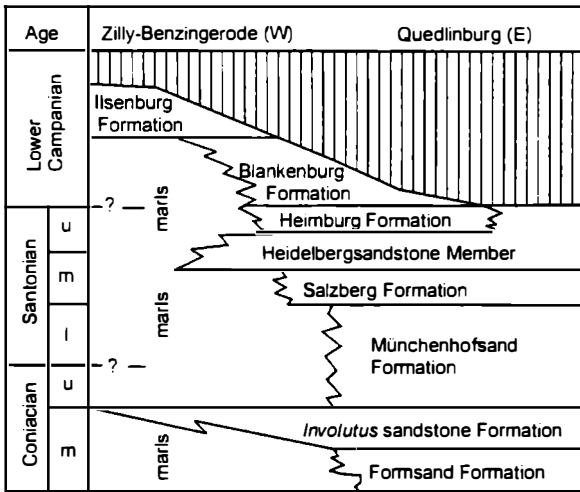 Age
Zilly-Benzingerode (W)
Quedlinburg (E)
Lower
Campanian
Ilsenburg
Formation
Blankenburg
Formation
marls
?
Santonian
u
Heimburg Formation
Heidelbergsandstone Member
m
Salzberg Formation
marls
l
Münchenhofsand
Formation
?
Coniacian
u
Involutus sandstone Formation
m
marls
Formsand Formation